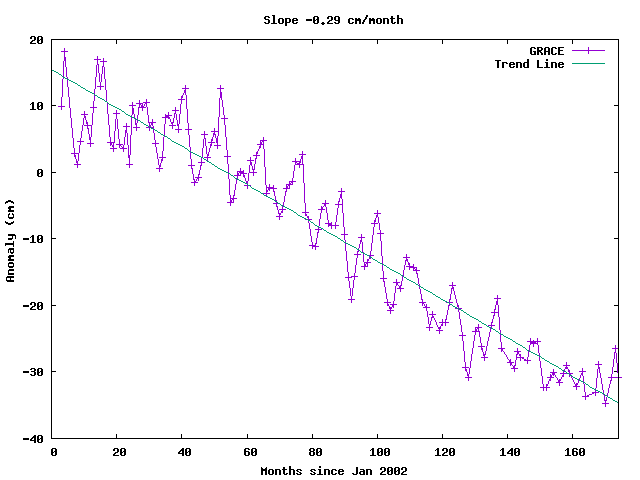 Slope -0.29 cm/month
GRACE
Trend Line
20
10
0
-10
-20
-30
-40
Anomaly (cm)
0 20 40 60 80 100 120 140 160
Months since Jan 2002